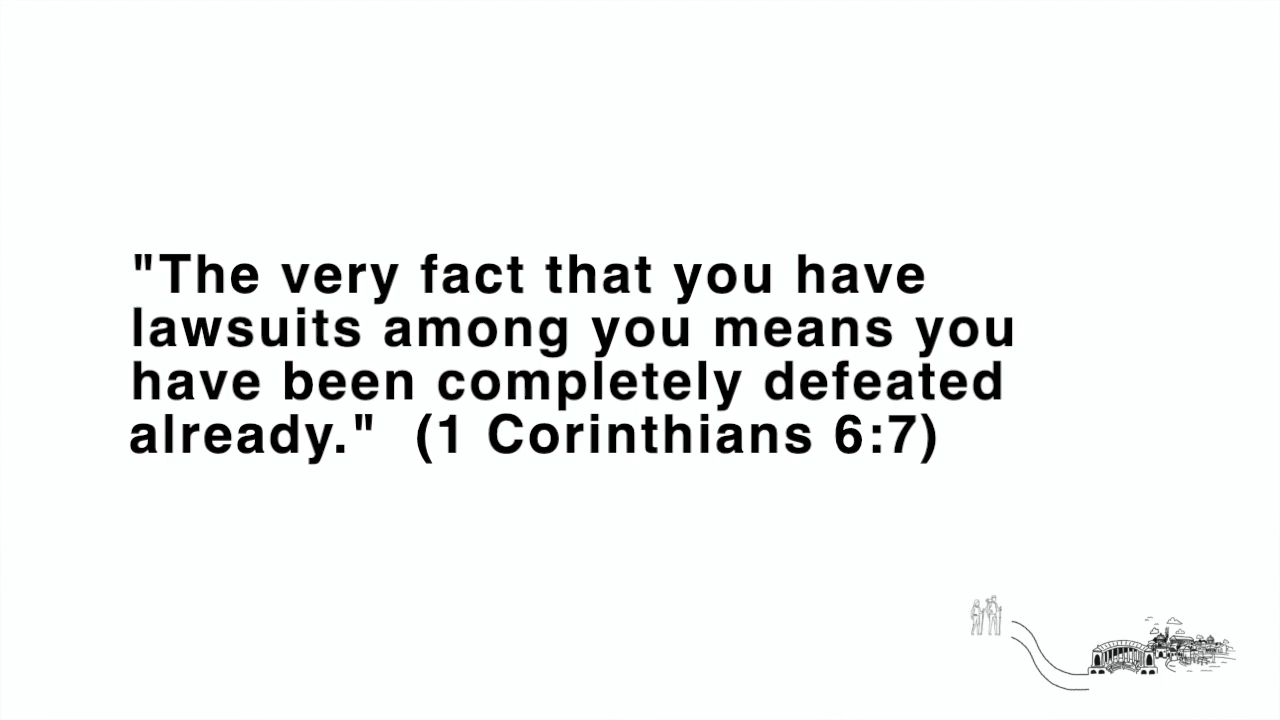 "The very fact that you have
lawsuits among you means you
have been completely defeated
already."  (1 Corinthians 6:7)